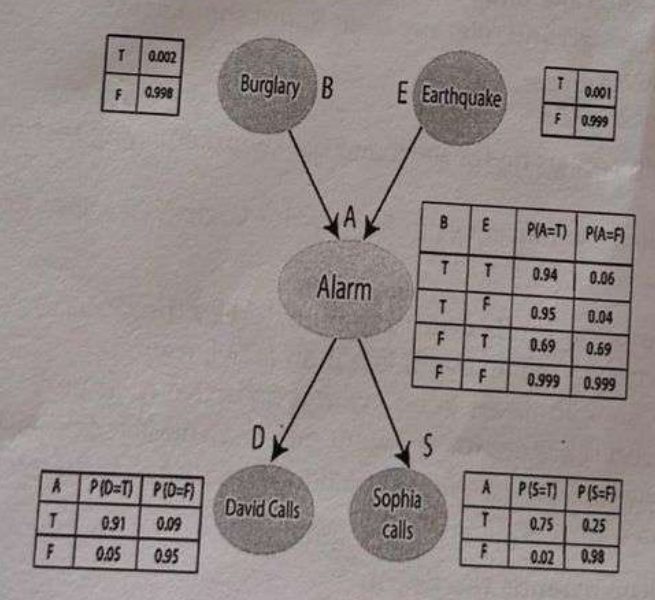 T 0.002
F 0.998
Burglary B
E Earthquake
T 0.001
F 0.999
A
Alarm
B E P(A=T) P(A=F)
T T 0.94 0.06
T F 0.95 0.04
F T 0.69 0.69
F F 0.999 0.999
D
S
A P(D=T) P(D=F)
T 0.91 0.09
F 0.05 0.95
David Calls
Sophia
calls
A P(S=T) P(S=F)
T 0.75 0.25
F 0.02 0.98